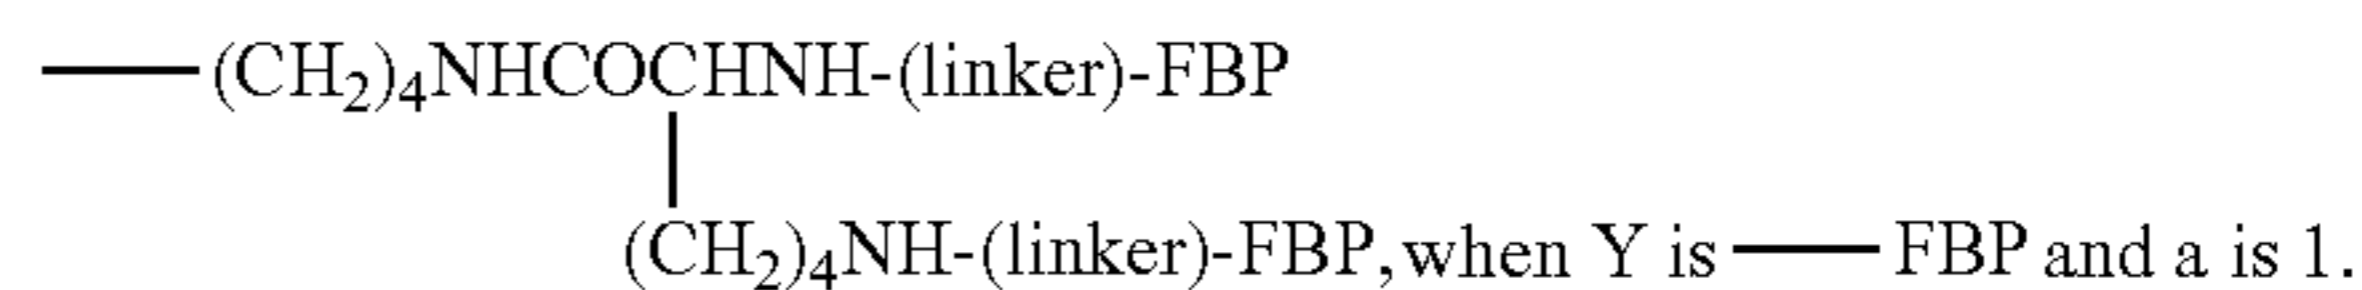 —(CH₂)₄NHCOCHNH-(linker)-FBP
(CH₂)₄NH-(linker)-FBP, when Y is —FBP and a is 1.